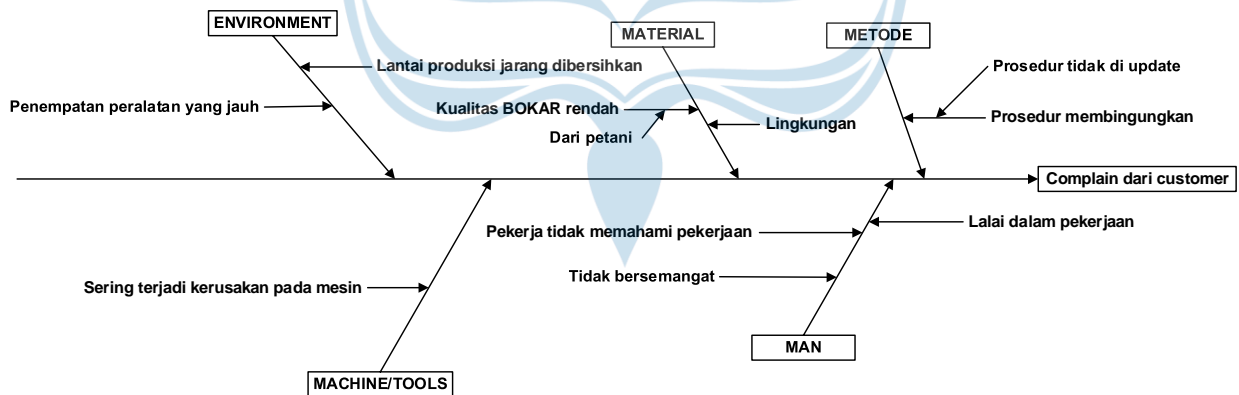 ENVIRONMENT
MATERIAL
METODE
Lantai produksi jarang dibersihkan
Prosedur tidak di update
Penempatan peralatan yang jauh
Kualitas BOKAR rendah
Lingkungan
Prosedur membingungkan
Dari petani
Complain dari customer
Lalai dalam pekerjaan
Pekerja tidak memahami pekerjaan
Tidak bersemangat
Sering terjadi kerusakan pada mesin
MAN
MACHINE/TOOLS